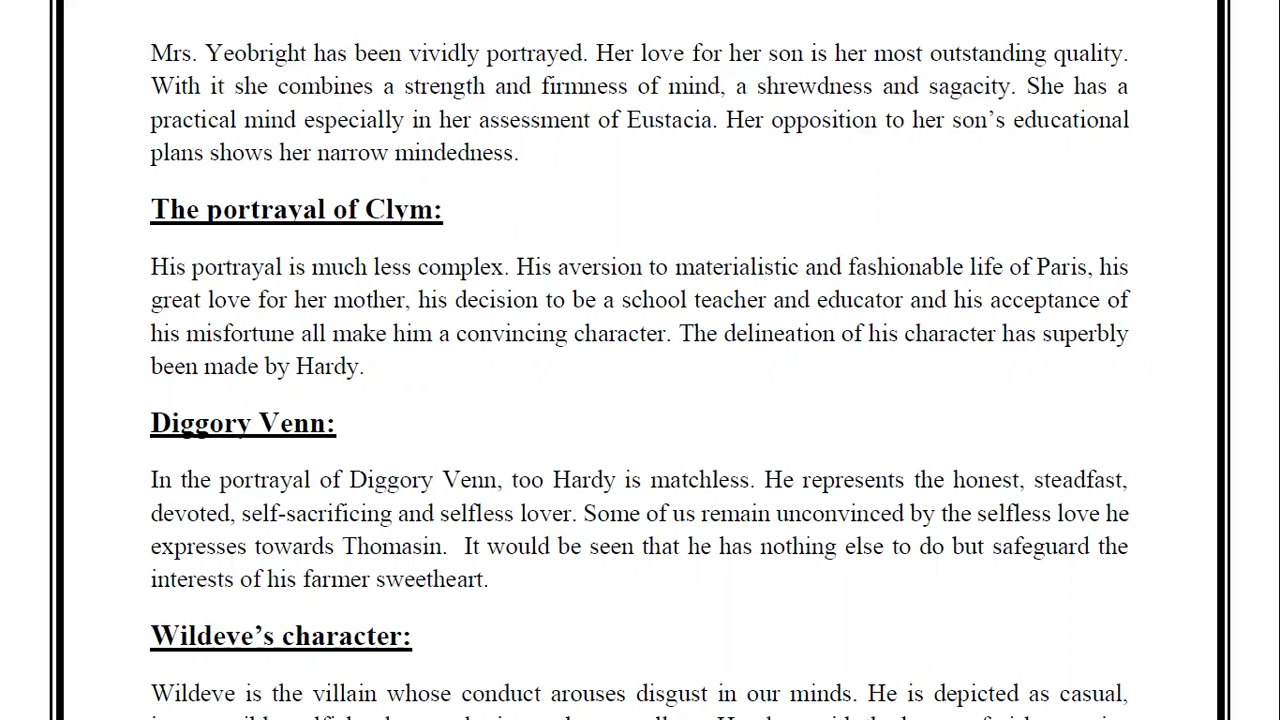 Mrs. Yeobright has been vividly portrayed. Her love for her son is her most outstanding quality.
With it she combines a strength and firmness of mind, a shrewdness and sagacity. She has a
practical mind especially in her assessment of Eustacia. Her opposition to her son’s educational
plans shows her narrow mindedness.
The portrayal of Clym:
His portrayal is much less complex. His aversion to materialistic and fashionable life of Paris, his
great love for her mother, his decision to be a school teacher and educator and his acceptance of
his misfortune all make him a convincing character. The delineation of his character has superbly
been made by Hardy.
Diggory Venn:
In the portrayal of Diggory Venn, too Hardy is matchless. He represents the honest, steadfast,
devoted, self-sacrificing and selfless lover. Some of us remain unconvinced by the selfless love he
expresses towards Thomasin.  It would be seen that he has nothing else to do but safeguard the
interests of his farmer sweetheart.
Wildeve’s character:
Wildeve is the villain whose conduct arouses disgust in our minds. He is depicted as casual,